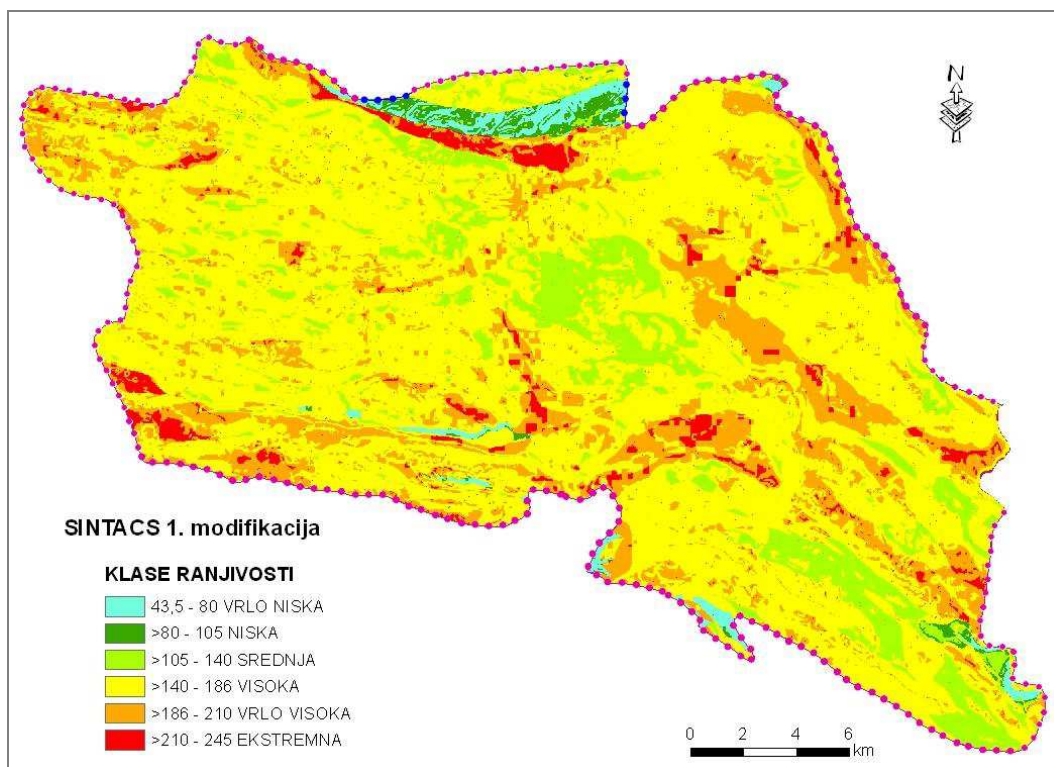 N
SINTACS 1. modifikacija
KLASE RANJIVOSTI
43,5 - 80 VRLO NISKA
>80 - 105 NISKA
>105 - 140 SREDNJA
>140 - 186 VISOKA
>186 - 210 VRLO VISOKA
>210 - 245 EKSTREMNA
0 2 4 6
km